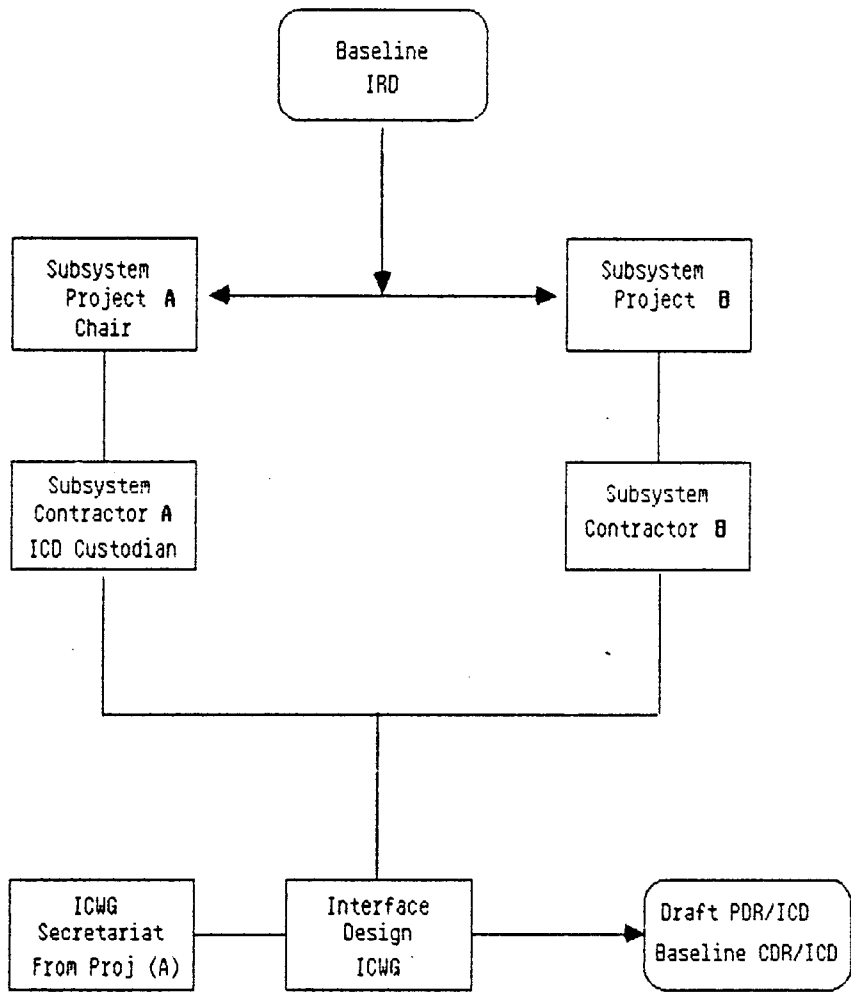 Baseline
IRD
Subsystem
Project A
Chair
Subsystem
Project B
Subsystem
Contractor A
ICD Custodian
Subsystem
Contractor B
ICWG
Secretariat
From Proj (A)
Interface
Design
ICWG
Draft PDR/ICD
Baseline CDR/ICD